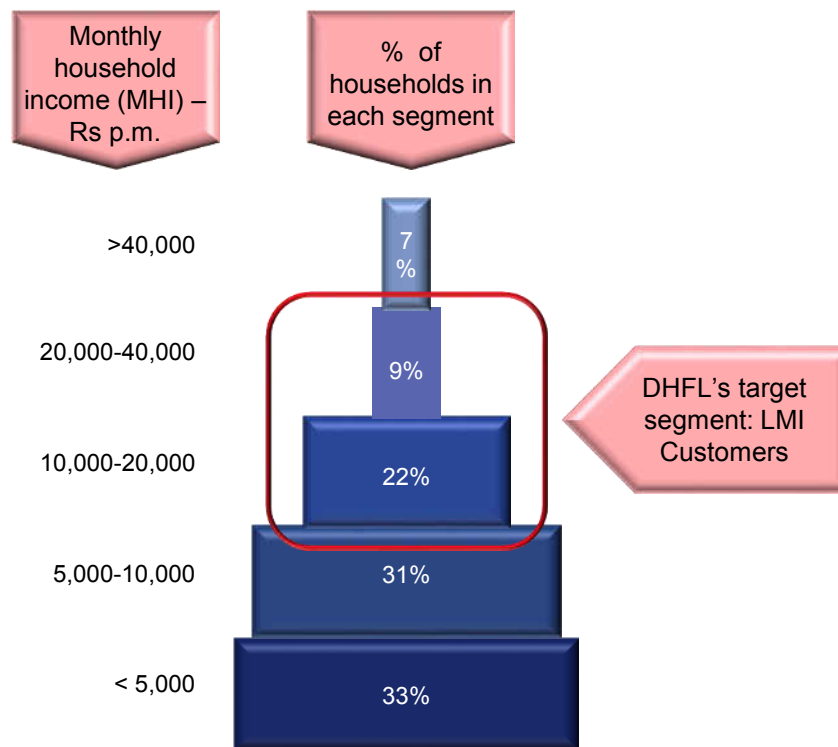 Monthly
household
income (MHI) –
Rs p.m.
% of
households in
each segment
>40,000
7
%
20,000-40,000
9%
DHFL's target
segment: LMI
Customers
10,000-20,000
22%
5,000-10,000
31%
< 5,000
33%